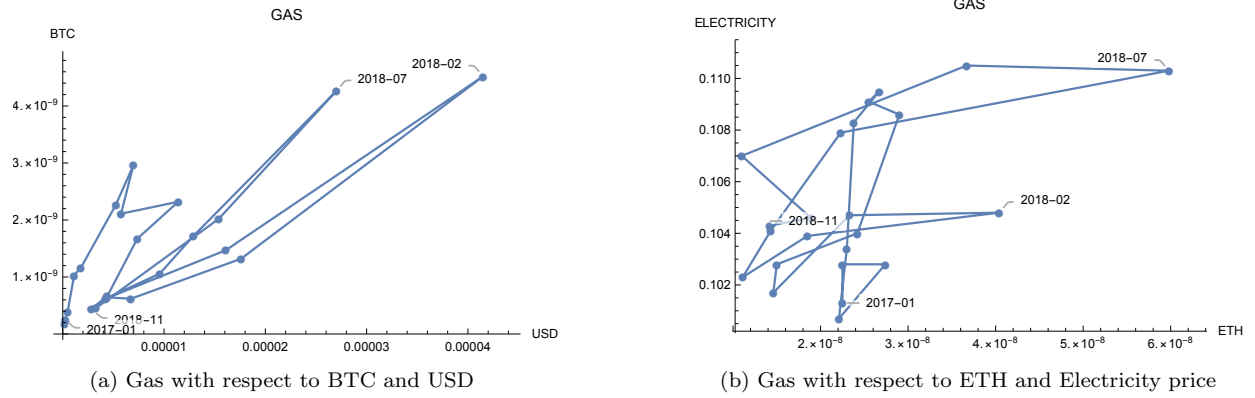 GAS
BTC
4. × 10⁻⁹
3. × 10⁻⁹
2. × 10⁻⁹
1. × 10⁻⁹
2018-02
2018-07
2018-11
2017-01
0.00001 0.00002 0.00003 0.00004
USD
(a) Gas with respect to BTC and USD
GAS
ELECTRICITY
0.110
0.108
0.106
0.104
0.102
2018-07
2018-02
2018-11
2017-01
2. × 10⁻⁸ 3. × 10⁻⁸ 4. × 10⁻⁸ 5. × 10⁻⁸ 6. × 10⁻⁸
ETH
(b) Gas with respect to ETH and Electricity price